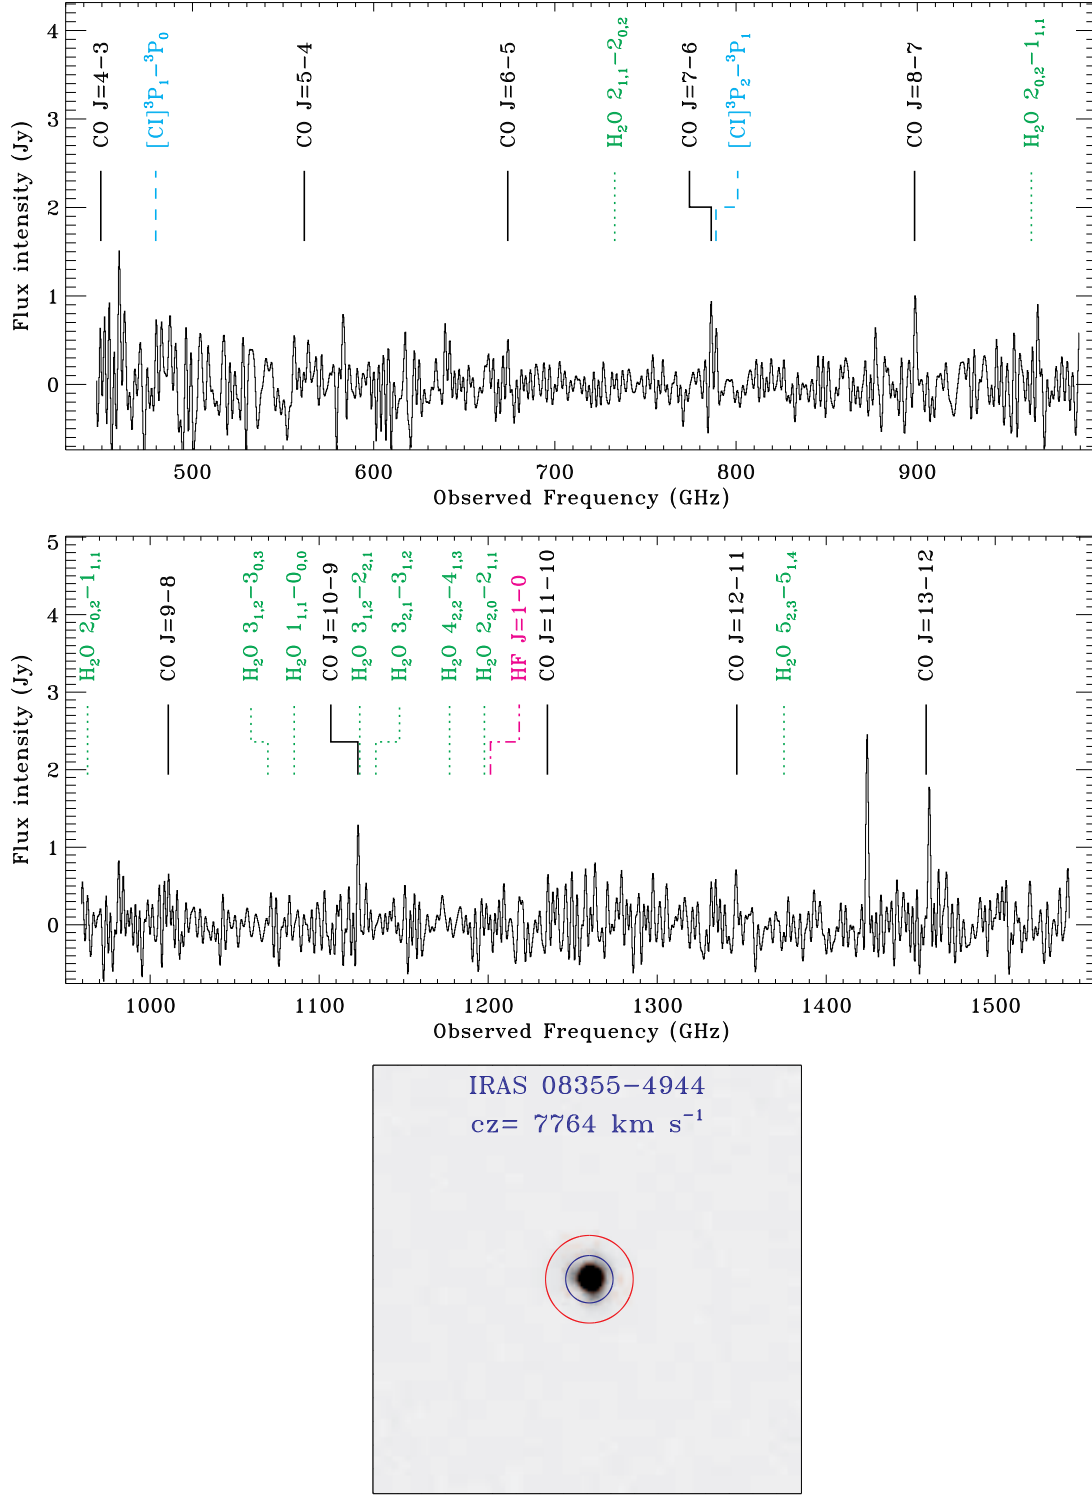 CO J=4−3
[CI]³P₁−³P₀
CO J=5−4
CO J=6−5
H₂O 2₁,₁−2₀,₂
CO J=7−6
[CI]³P₂−³P₁
CO J=8−7
H₂O 2₀,₂−1₁,₁
Flux intensity (Jy)
4
3
2
1
0
500
600
700
800
900
Observed Frequency (GHz)
H₂O 2₀,₂−1₁,₁
CO J=9−8
H₂O 3₁,₂−3₀,₃
H₂O 1₁,₁−0₀,₀
CO J=10−9
H₂O 3₁,₂−2₂,₁
H₂O 3₂,₁−3₁,₂
H₂O 4₂,₂−4₁,₃
H₂O 2₂,₀−2₁,₁
HF J=1−0
CO J=11−10
CO J=12−11
H₂O 5₂,₃−5₁,₄
CO J=13−12
Flux intensity (Jy)
5
4
3
2
1
0
1000
1100
1200
1300
1400
1500
Observed Frequency (GHz)
IRAS 08355−4944
cz= 7764 km s⁻¹